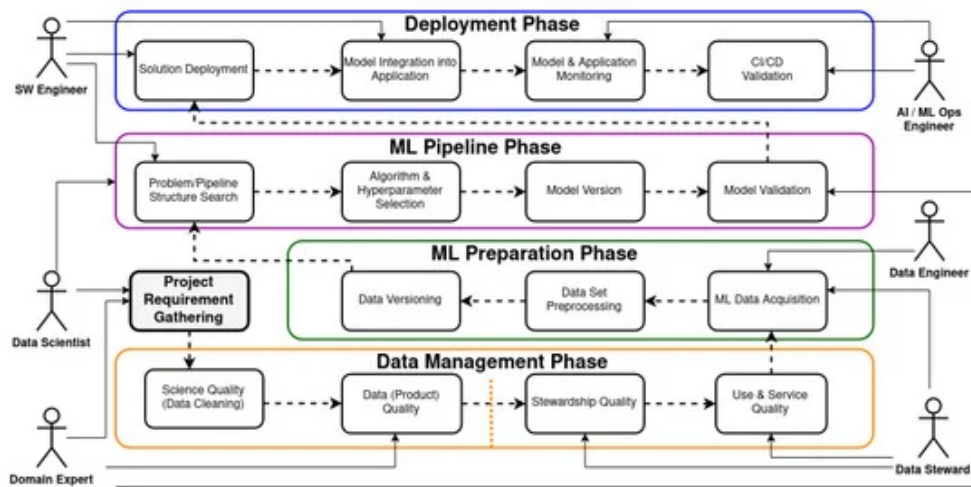 Deployment Phase
SW Engineer
Solution Deployment
Model Integration into
Application
Model & Application
Monitoring
CI/CD
Validation
AI / ML Ops
Engineer
ML Pipeline Phase
Problem/Pipeline
Structure Search
Algorithm &
Hyperparameter
Selection
Model Version
Model Validation
ML Preparation Phase
Data Engineer
Data Scientist
Project
Requirement
Gathering
Data Versioning
Data Set
Preprocessing
ML Data Acquisition
Data Management Phase
Science Quality
(Data Cleaning)
Data (Product)
Quality
Stewardship Quality
Use & Service
Quality
Domain Expert
Data Steward